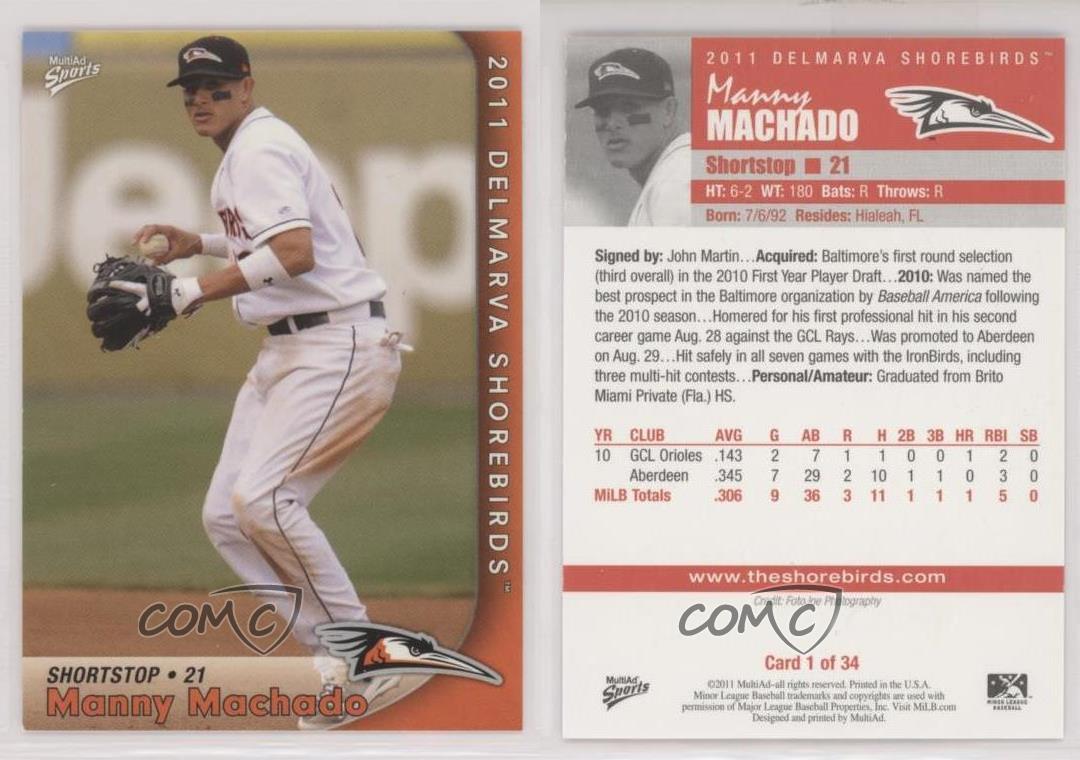 MultiAd
Sports
2011 DELMARVA SHOREBIRDS™
Jeep
COMC
SHORTSTOP • 21
Manny Machado
2011 DELMARVA SHOREBIRDS™
Manny
MACHADO
Shortstop ■ 21
HT: 6-2 WT: 180 Bats: R Throws: R
Born: 7/6/92 Resides: Hialeah, FL
Signed by: John Martin...Acquired: Baltimore's first round selection
(third overall) in the 2010 First Year Player Draft...2010: Was named the
best prospect in the Baltimore organization by Baseball America following
the 2010 season...Homered for his first professional hit in his second
career game Aug. 28 against the GCL Rays...Was promoted to Aberdeen
on Aug. 29...Hit safely in all seven games with the IronBirds, including
three multi-hit contests...Personal/Amateur: Graduated from Brito
Miami Private (Fla.) HS.
YR CLUB AVG G AB R H 2B 3B HR RBI SB
10 GCL Orioles .143 2 7 1 1 0 0 1 2 0
Aberdeen .345 7 29 2 10 1 1 0 3 0
MiLB Totals .306 9 36 3 11 1 1 1 5 0
www.theshorebirds.com
Credit: Foto Joe Photography
COMC
Card 1 of 34
MultiAd
Sports
©2011 MultiAd–all rights reserved. Printed in the U.S.A.
Minor League Baseball trademarks and copyrights are used with
permission of Major League Baseball Properties, Inc. Visit MiLB.com
Designed and printed by MultiAd.
MINOR LEAGUE
BASEBALL